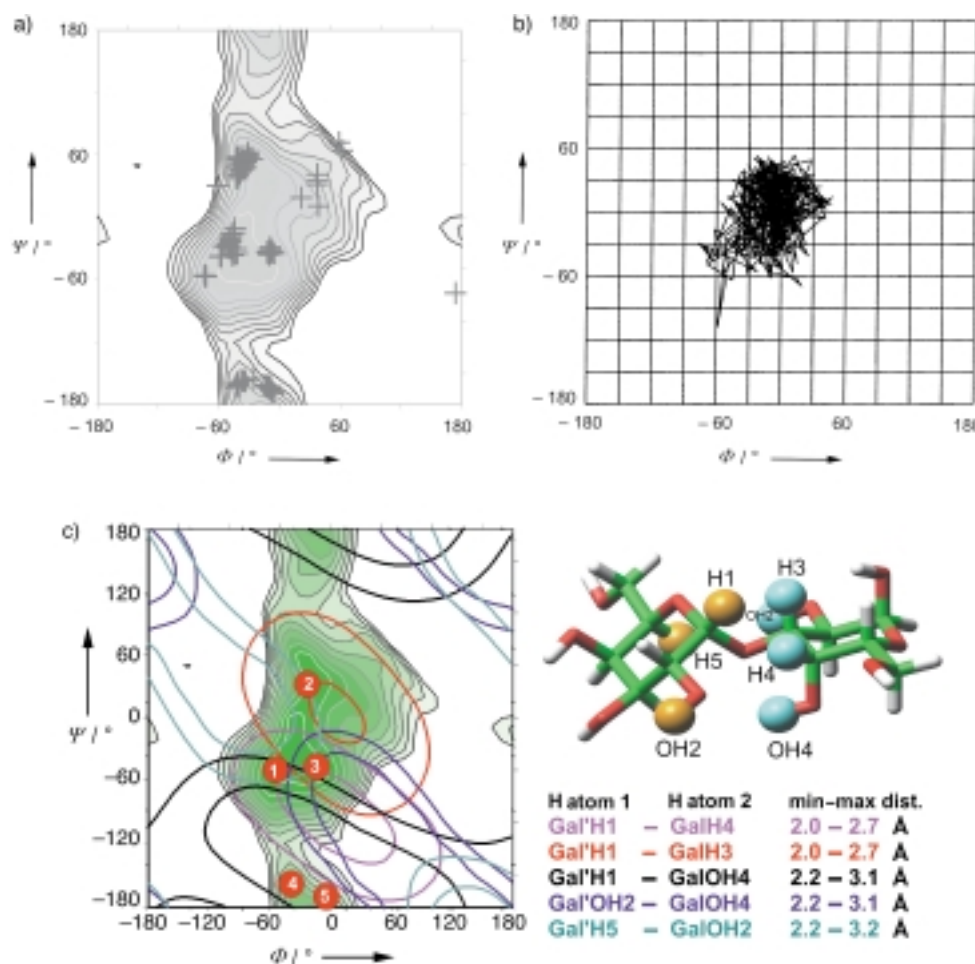 a)
180
60
Ψ / °
− 60
− 180
− 180
− 60
60
180
Φ / °
b)
180
60
Ψ / °
− 60
− 180
− 180
− 60
60
180
Φ / °
c)
180
120
60
Ψ / °
0
−60
−120
−180
−180
−120
−60
0
60
120
180
Φ / °
1
2
3
4
5
H1
H3
OH2
H5
H4
OH2
OH4
H atom 1 H atom 2 min–max dist.
Gal'H1 – GalH4 2.0 – 2.7 Å
Gal'H1 – GalH3 2.0 – 2.7 Å
Gal'H1 – GalOH4 2.2 – 3.1 Å
Gal'OH2 – GalOH4 2.2 – 3.1 Å
Gal'H5 – GalOH2 2.2 – 3.2 Å